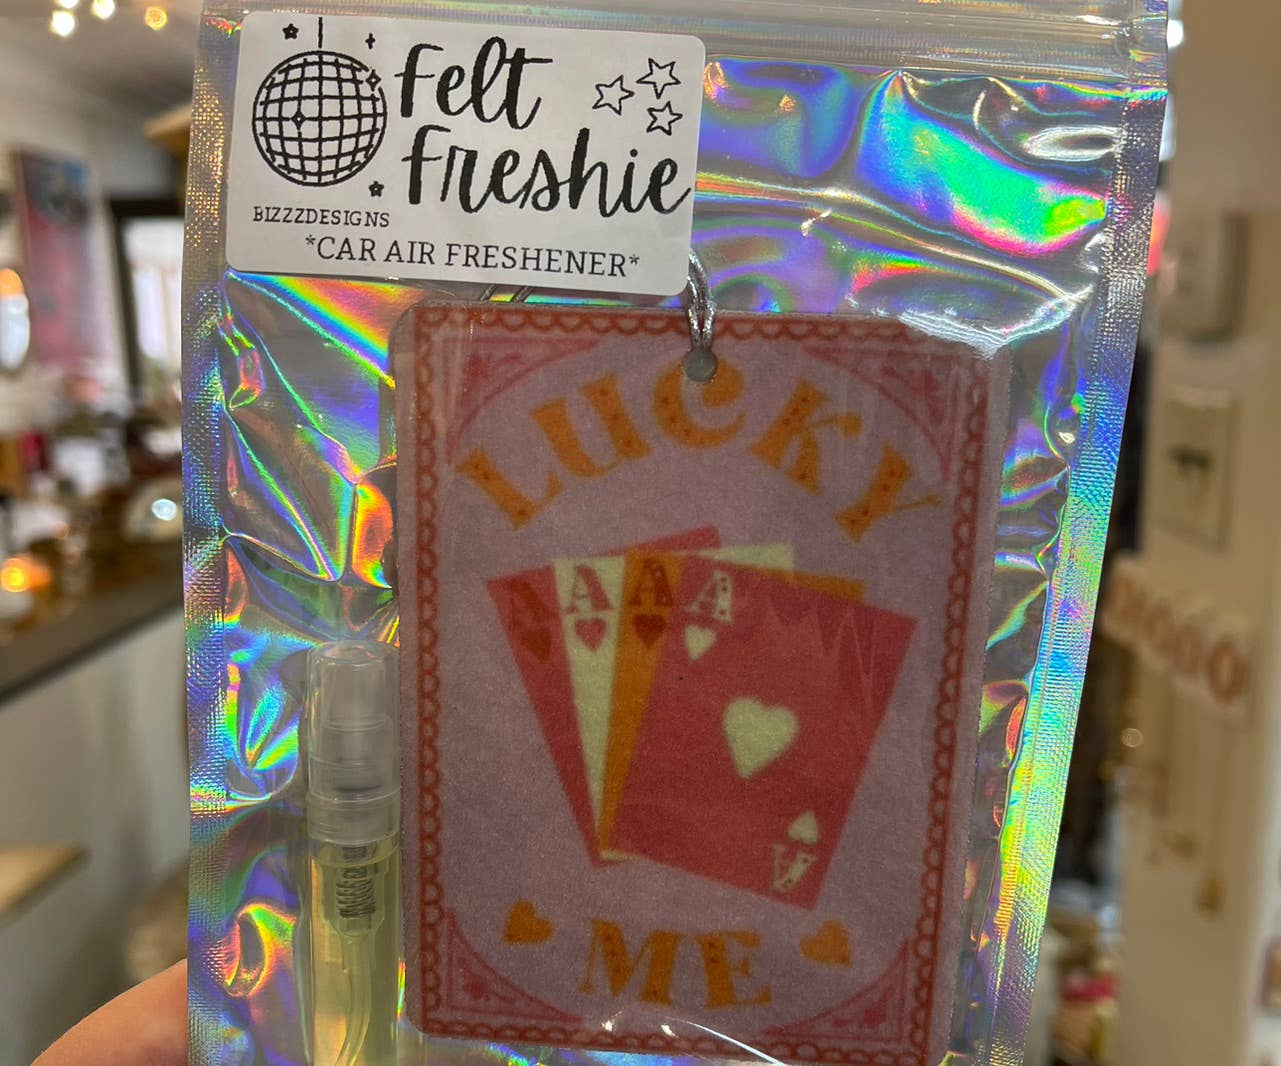 Felt
Freshie
BIZZZDESIGNS
*CAR AIR FRESHENER*
LUCKY
A A A A
A
ME